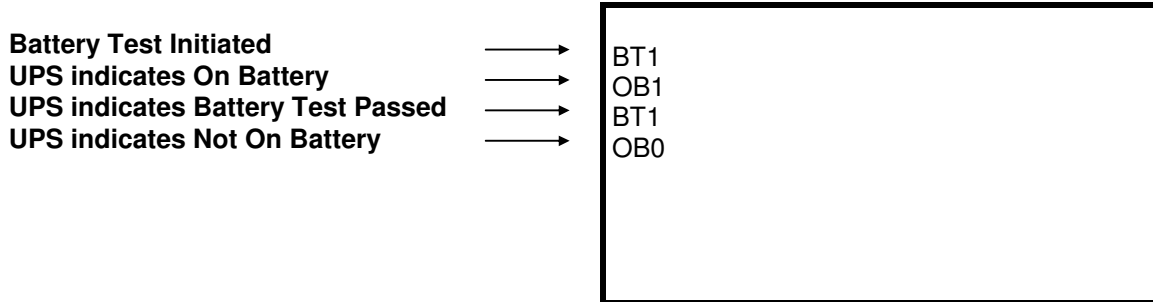 Battery Test Initiated BT1
UPS indicates On Battery OB1
UPS indicates Battery Test Passed BT1
UPS indicates Not On Battery OB0